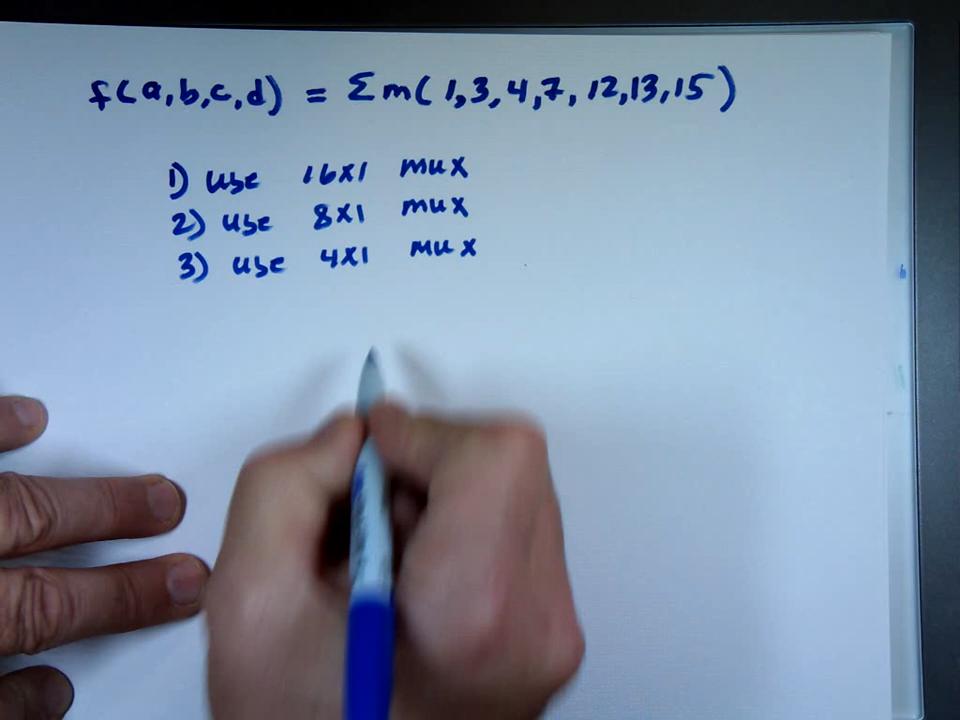 f(a,b,c,d) = Σm(1,3,4,7,12,13,15)
1) use 16x1 mux
2) use 8x1 mux
3) use 4x1 mux